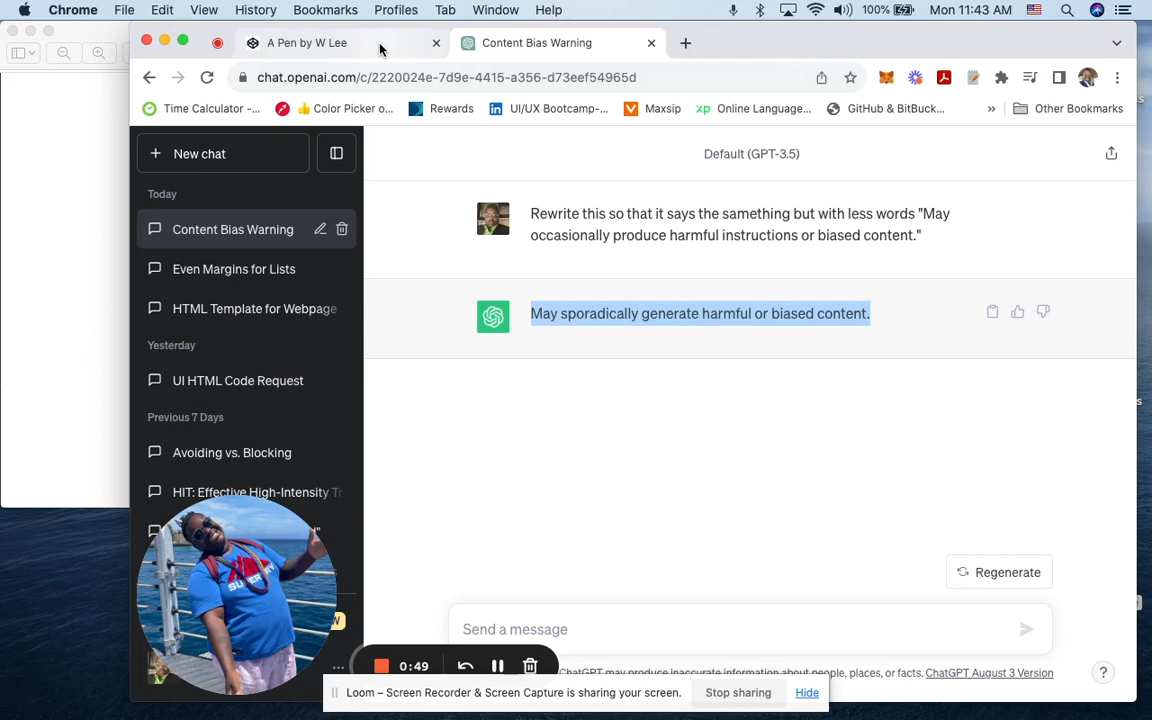 Chrome File Edit View History Bookmarks Profiles Tab Window Help 100% Mon 11:43 AM
A Pen by W Lee
Content Bias Warning
chat.openai.com/c/2220024e-7d9e-4415-a356-d73eef54965d
Time Calculator -... Color Picker o... Rewards UI/UX Bootcamp-... Maxsip Online Language... GitHub & BitBuck... » Other Bookmarks
New chat
Default (GPT-3.5)
Today
Content Bias Warning
Even Margins for Lists
HTML Template for Webpage
Yesterday
UI HTML Code Request
Previous 7 Days
Avoiding vs. Blocking
HIT: Effective High-Intensity Tr
Rewrite this so that it says the samething but with less words "May
occasionally produce harmful instructions or biased content."
May sporadically generate harmful or biased content.
Regenerate
Send a message
ChatGPT may produce inaccurate information about people, places, or facts. ChatGPT August 3 Version
?
0:49
Loom – Screen Recorder & Screen Capture is sharing your screen. Stop sharing Hide